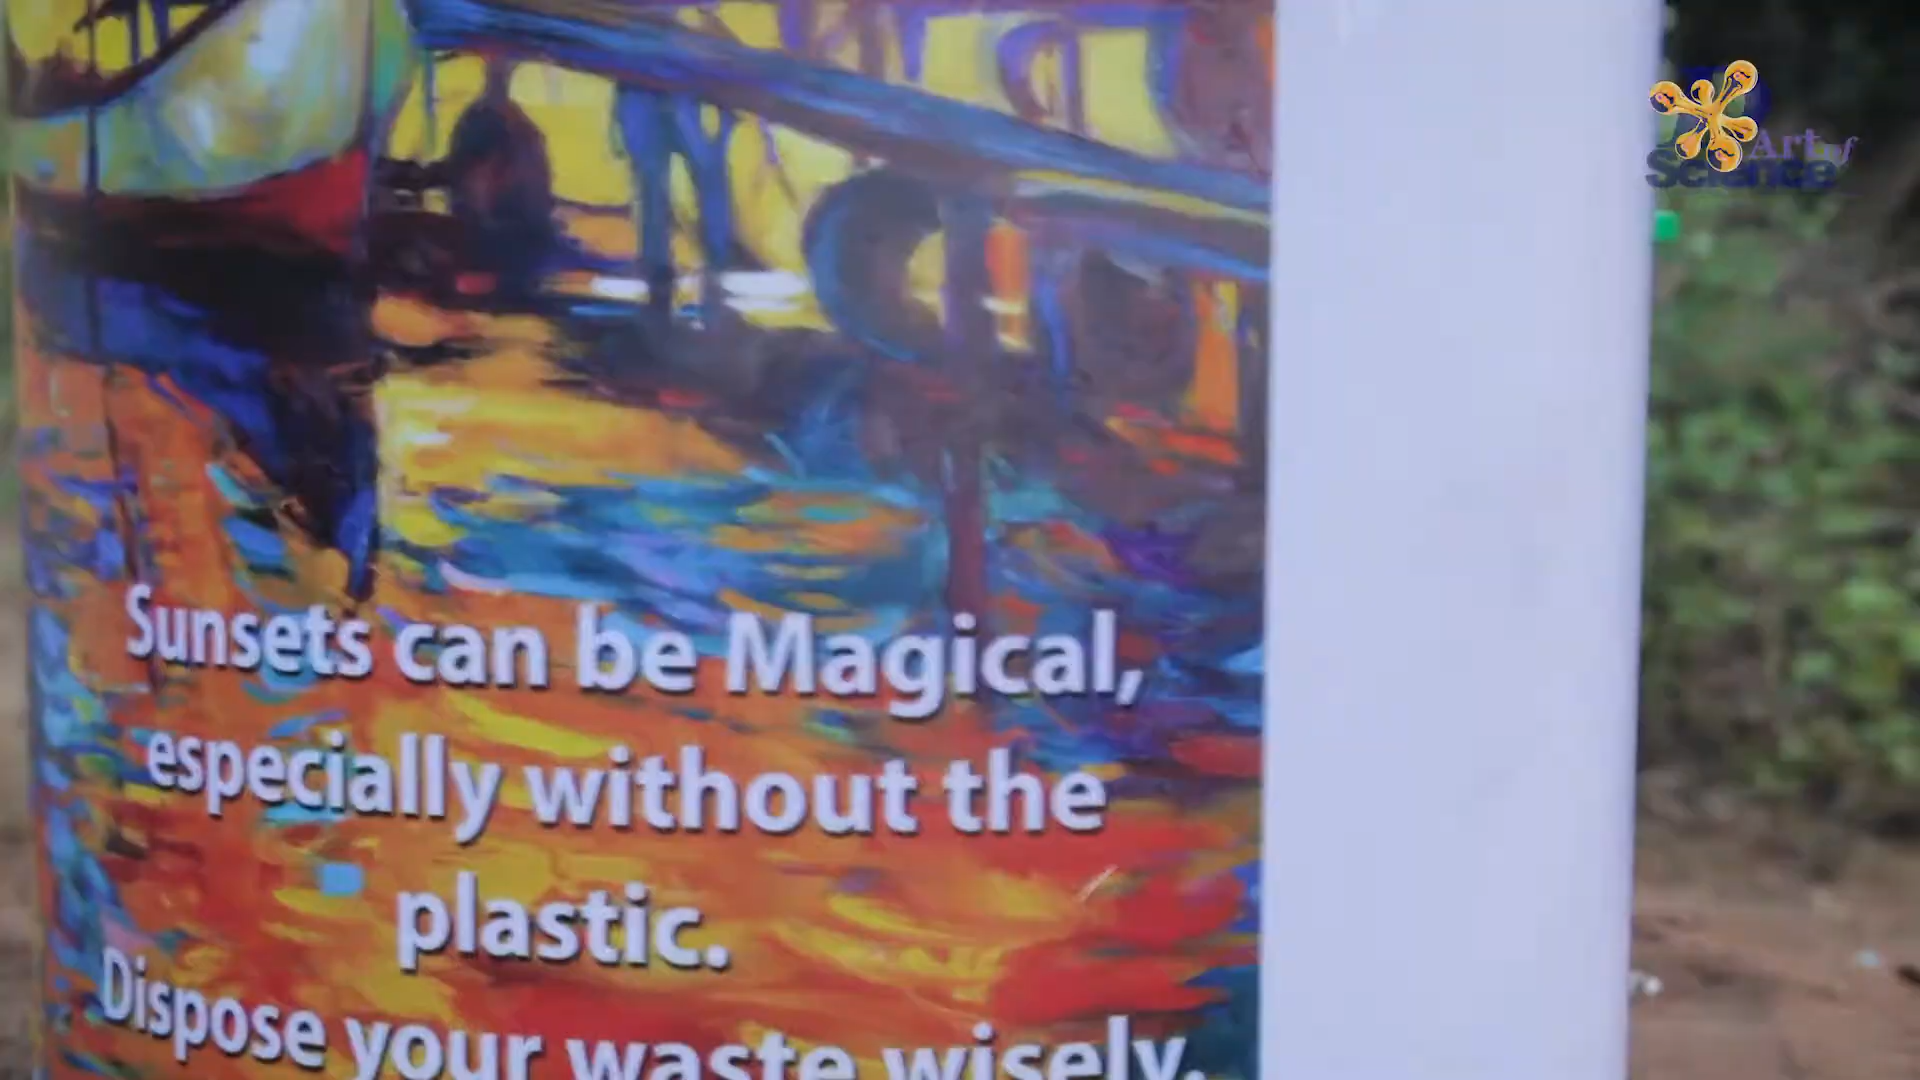 Art of
Science
Sunsets can be Magical,
especially without the
plastic.
Dispose your waste wisely.